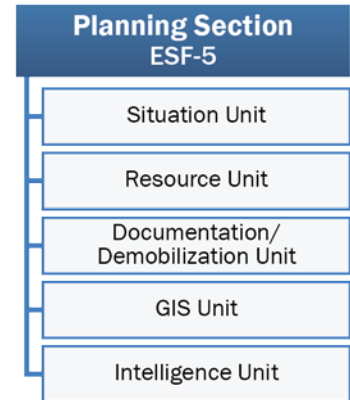 Planning Section
ESF-5
Situation Unit
Resource Unit
Documentation/
Demobilization Unit
GIS Unit
Intelligence Unit